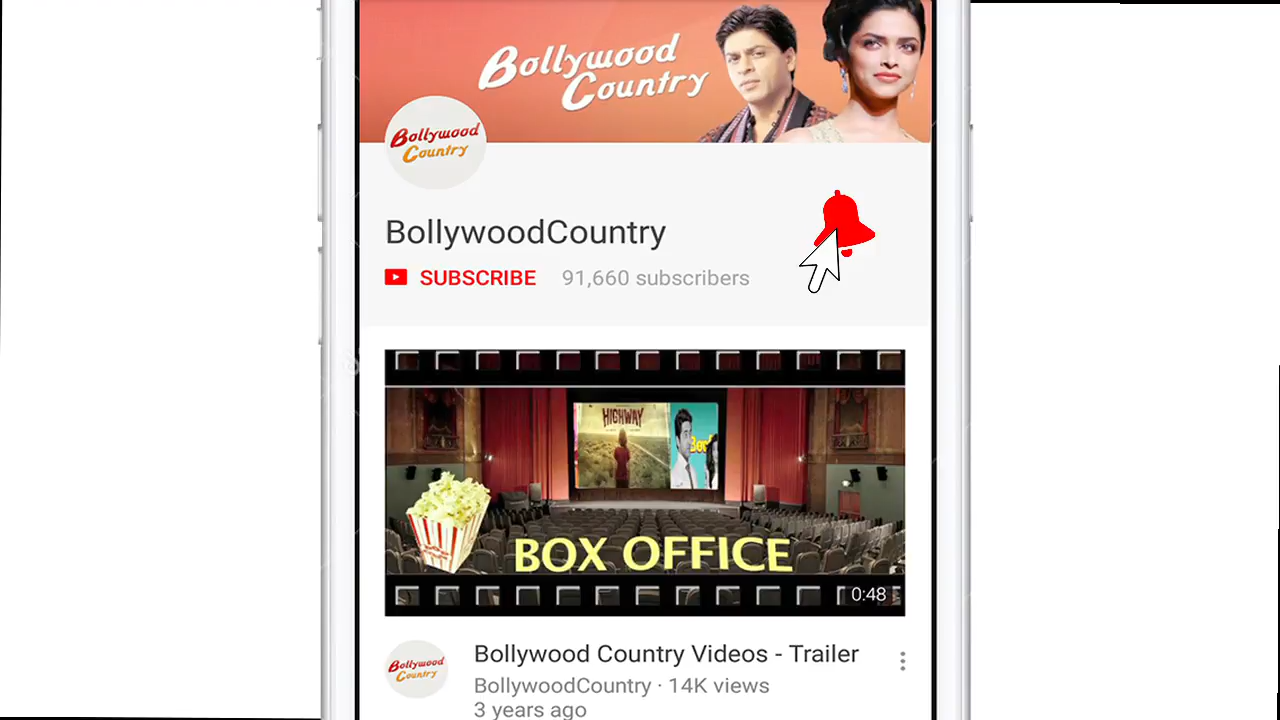 Bollywood
Country
Bollywood
Country
BollywoodCountry
SUBSCRIBE 91,660 subscribers
HIGHWAY
BOX OFFICE
0:48
Bollywood Country Videos - Trailer
Bollywood
Country
BollywoodCountry · 14K views
3 years ago